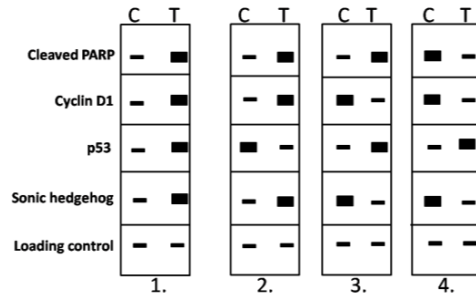 C T C T C T C T
Cleaved PARP
Cyclin D1
p53
Sonic hedgehog
Loading control
1. 2. 3. 4.